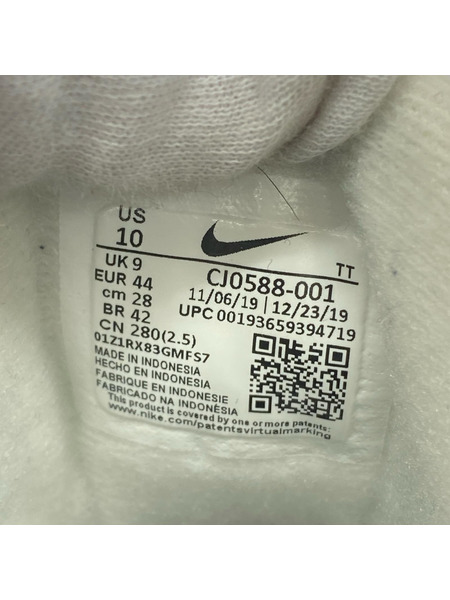 US
10
TT
UK 9
CJ0588-001
EUR 44
11/06/19 | 12/23/19
cm 28
UPC 00193659394719
BR 42
CN 280(2.5)
01Z1RX83GMFS7
MADE IN INDONESIA
HECHO EN INDONESIA
FABRIQUE EN INDONESIE
FABRICADO NA INDONÈSIA
This product is covered by one or more patents:
www.nike.com/patentsvirtualmarking